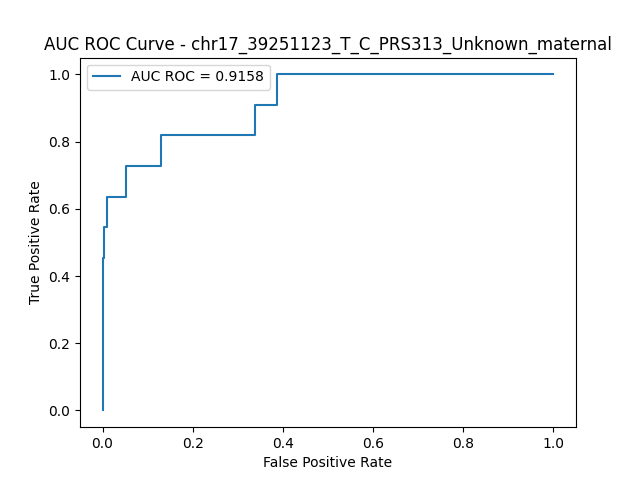 AUC ROC Curve - chr17_39251123_T_C_PRS313_Unknown_maternal
AUC ROC = 0.9158
1.0
0.8
0.6
0.4
0.2
0.0
True Positive Rate
0.0 0.2 0.4 0.6 0.8 1.0
False Positive Rate